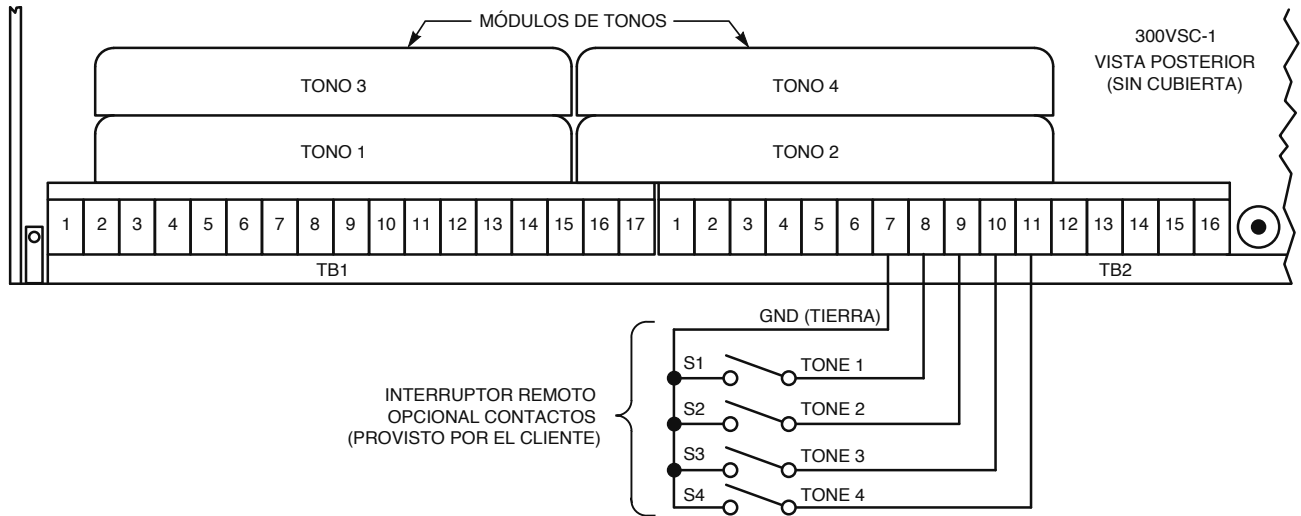 MÓDULOS DE TONOS
300VSC-1
VISTA POSTERIOR
(SIN CUBIERTA)
TONO 3
TONO 4
TONO 1
TONO 2
1 2 3 4 5 6 7 8 9 10 11 12 13 14 15 16 17
1 2 3 4 5 6 7 8 9 10 11 12 13 14 15 16
TB1
TB2
GND (TIERRA)
INTERRUPTOR REMOTO
OPCIONAL CONTACTOS
(PROVISTO POR EL CLIENTE)
S1 TONE 1
S2 TONE 2
S3 TONE 3
S4 TONE 4